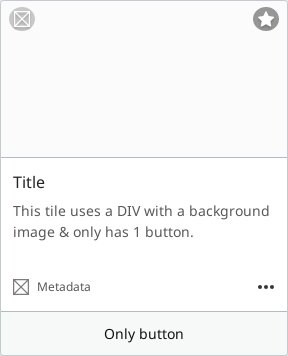 Title
This tile uses a DIV with a background
image & only has 1 button.
Metadata
Only button